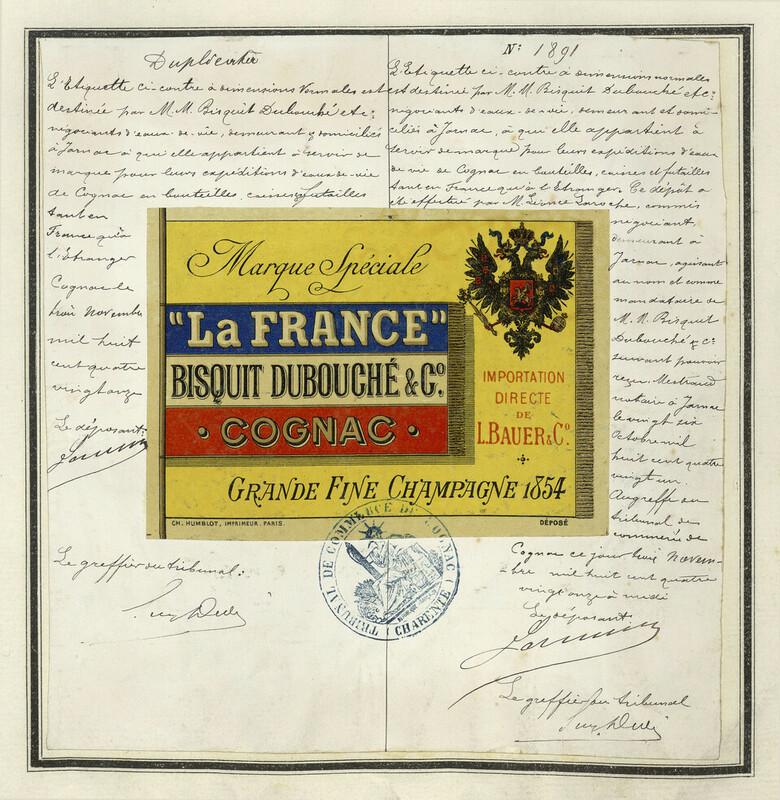 Duplicata
L'Etiquette ci-contre à dimensions normales est
destinée par M. M. Bisquit Dubouché et Cie
négociants d'eaux-de-vie, demeurant & domiciliés
à Jarnac à qui elle appartient à servir de
marque pour leurs expéditions d'eaux-de-vie
de Cognac en bouteilles, caisses & futailles
tant en
France qu'à
l'Étranger
Cognac le
trois Novembre
mil huit
cent quatre
vingt onze
Le déposant:
Le greffier du tribunal:
No 1891
L'Etiquette ci-contre à dimensions normales
est destinée par M. M. Bisquit Dubouché et Cie
négociants d'eaux-de-vie, demeurant et domi-
ciliés à Jarnac, à qui elle appartient à
servir de marque pour leurs expéditions d'eaux
de vie de Cognac en bouteilles, caisses et futailles
tant en France qu'à l'Etranger. Ce dépôt a
été effectué par M. Léonce Laroche, commis
négociant,
demeurant à
Jarnac, agissant
au nom et comme
mandataire de
M. M. Bisquit
Dubouché & Cie
suivant pouvoir
reçu Mestraud
notaire à Jarnac
le vingt six
Octobre mil
huit cent quatre
vingt un.
Au greffe du
tribunal de
commerce de
Cognac ce jour trois Novem-
bre mil huit cent quatre
vingt onze à midi
Le déposant
Le greffier du tribunal
Marque Spéciale
"La FRANCE"
BISQUIT DUBOUCHÉ & Co.
· COGNAC ·
GRANDE FINE CHAMPAGNE 1854
IMPORTATION
DIRECTE
DE
L. BAUER & Co.
CH. HUMBLOT, IMPRIMEUR. PARIS.
DÉPOSÉ
TRIBUNAL DE COMMERCE DE COGNAC
(CHARENTE)